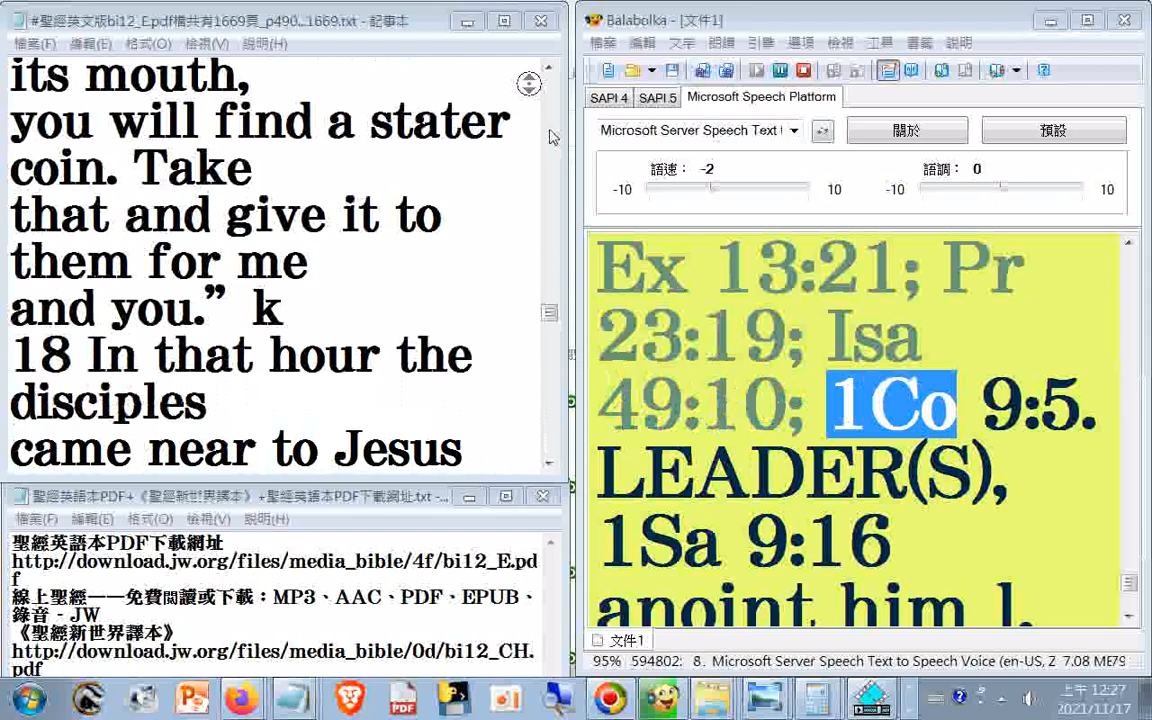 #聖經英文版bi12_E.pdf檔共有1669頁_p490...1669.txt - 記事本
檔案(F) 編輯(E) 格式(O) 檢視(V) 說明(H)
its mouth,
you will find a stater
coin. Take
that and give it to
them for me
and you.” k
18 In that hour the
disciples
came near to Jesus
聖經英語本PDF+《聖經新世界譯本》+聖經英語本PDF下載網址.txt -...
檔案(F) 編輯(E) 格式(O) 檢視(V) 說明(H)
聖經英語本PDF下載網址
http://download.jw.org/files/media_bible/4f/bi12_E.pd
f
線上聖經——免費閱讀或下載：MP3、AAC、PDF、EPUB、
錄音 - JW
《聖經新世界譯本》
http://download.jw.org/files/media_bible/0d/bi12_CH.
pdf
Balabolka - [文件1]
檔案 編輯 文字 朗讀 引擎 選項 檢視 工具 書籤 說明
SAPI 4 SAPI 5 Microsoft Speech Platform
Microsoft Server Speech Text t
關於 預設
語速： -2 語調： 0
-10 10 -10 10
Ex 13:21; Pr
23:19; Isa
49:10; 1Co 9:5.
LEADER(S),
1Sa 9:16
anoint him l.
文件1
95% 594802: 8. Microsoft Server Speech Text to Speech Voice (en-US, Z 7.08 ME
上午 12:27
2021/11/17